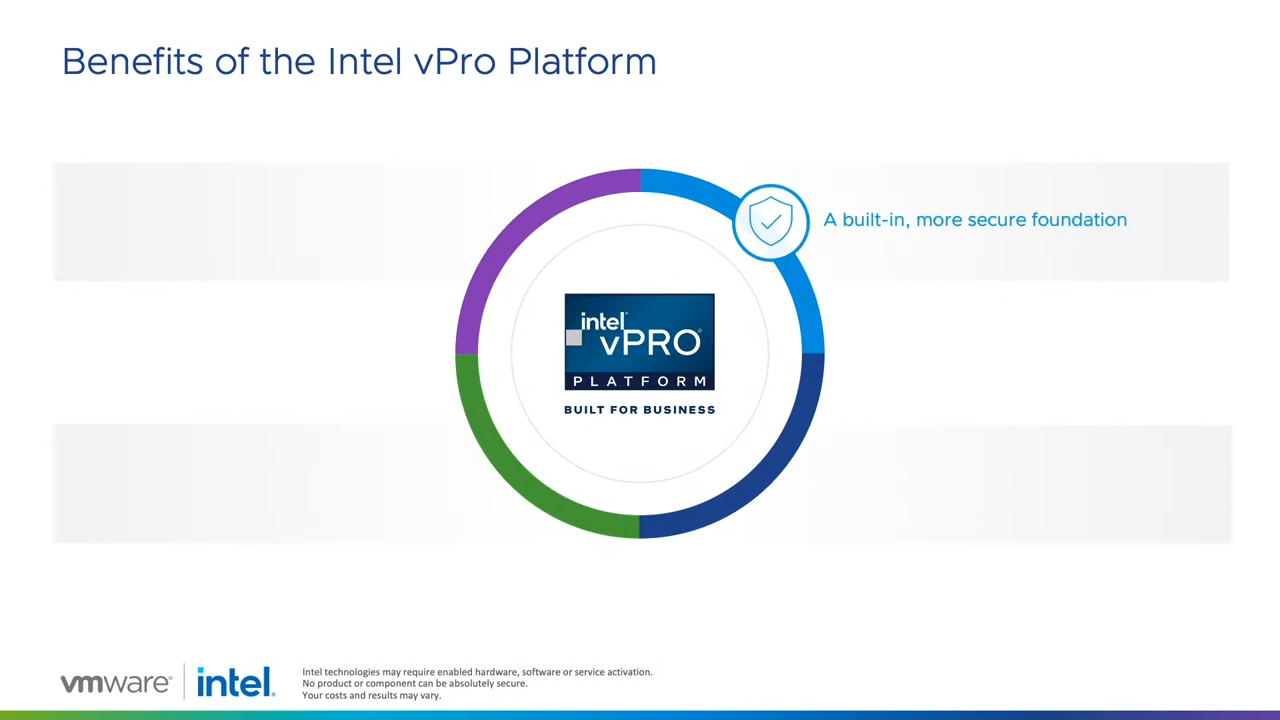 Benefits of the Intel vPro Platform
A built-in, more secure foundation
intel®
vPRO®
PLATFORM
BUILT FOR BUSINESS
vmware®
intel®
Intel technologies may require enabled hardware, software or service activation.
No product or component can be absolutely secure.
Your costs and results may vary.